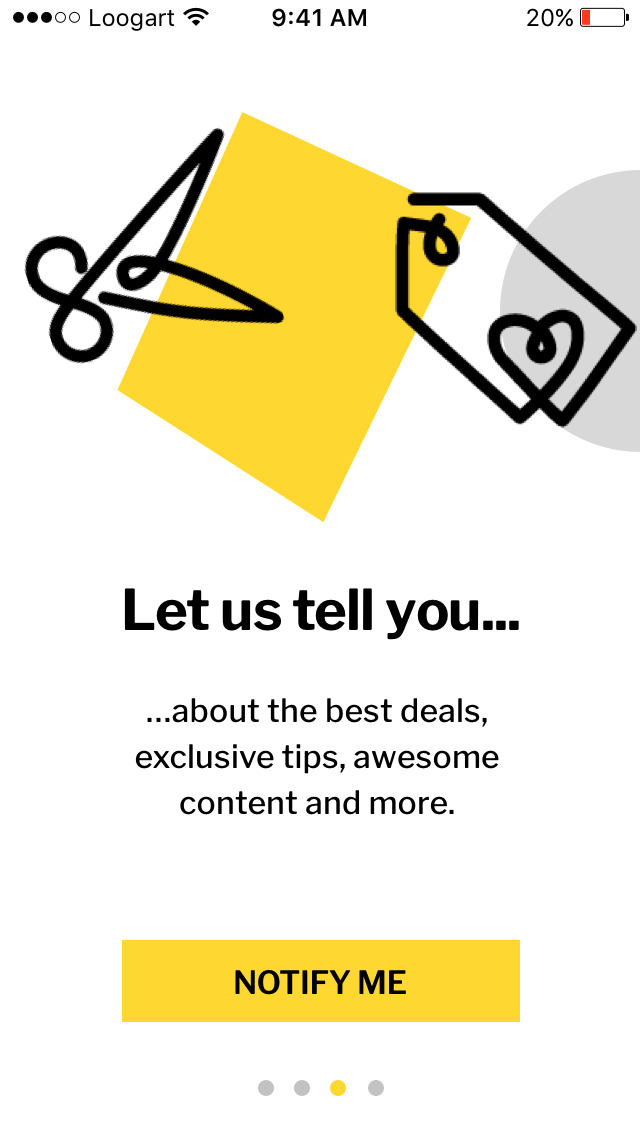 Loogart 9:41 AM 20%
Let us tell you...
...about the best deals,
exclusive tips, awesome
content and more.
NOTIFY ME